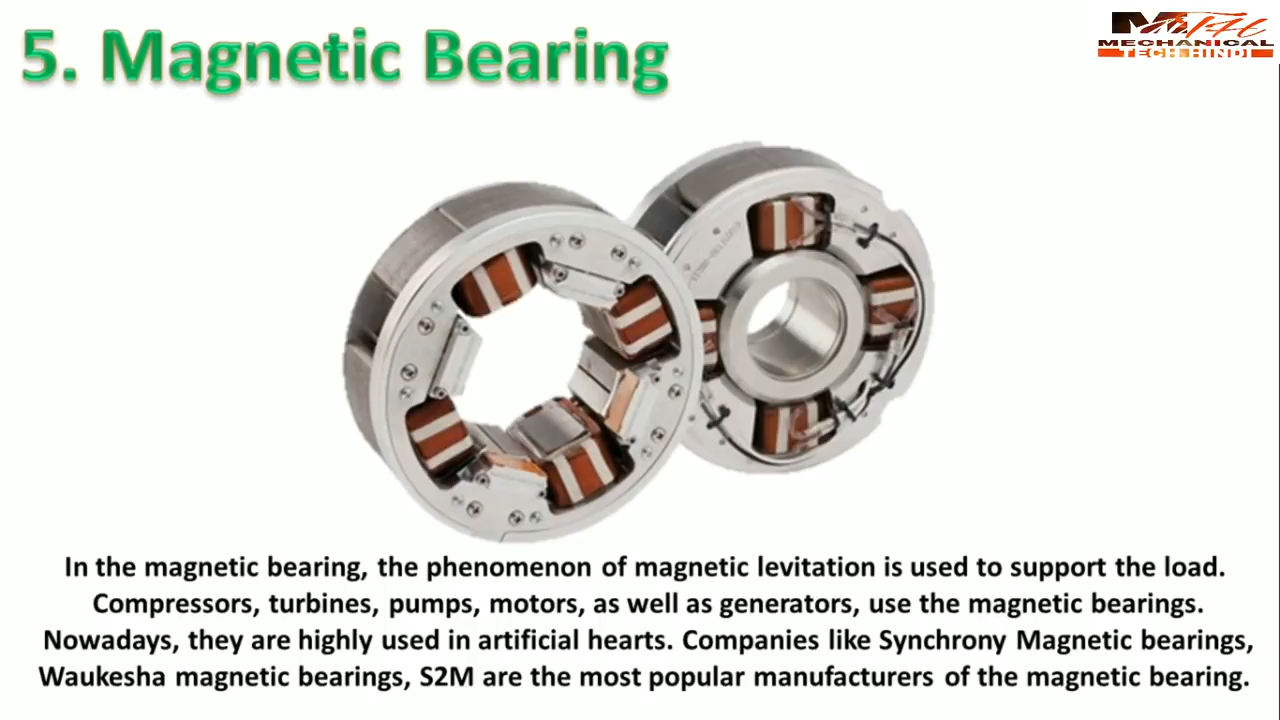 5. Magnetic Bearing
MECHANICAL
TECH HINDI
In the magnetic bearing, the phenomenon of magnetic levitation is used to support the load.
Compressors, turbines, pumps, motors, as well as generators, use the magnetic bearings.
Nowadays, they are highly used in artificial hearts. Companies like Synchrony Magnetic bearings,
Waukesha magnetic bearings, S2M are the most popular manufacturers of the magnetic bearing.